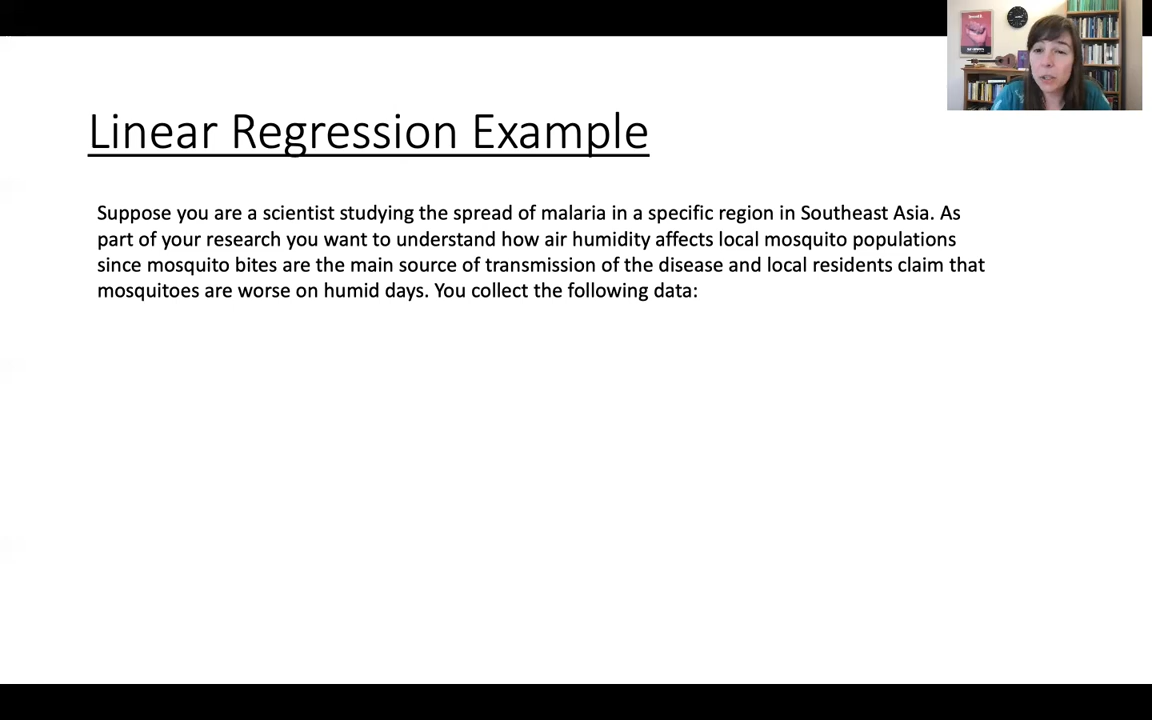 Linear Regression Example
Suppose you are a scientist studying the spread of malaria in a specific region in Southeast Asia. As
part of your research you want to understand how air humidity affects local mosquito populations
since mosquito bites are the main source of transmission of the disease and local residents claim that
mosquitoes are worse on humid days. You collect the following data: